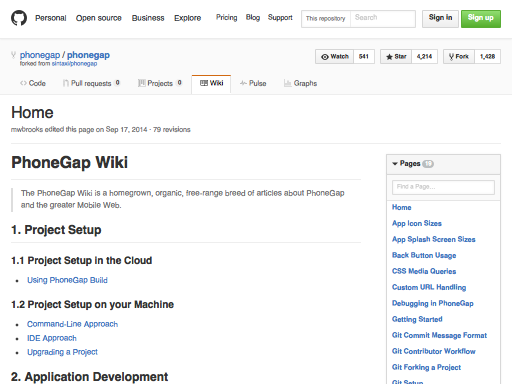 Personal Open source Business Explore Pricing Blog Support This repository Search Sign in Sign up
phonegap / phonegap
forked from sintaxi/phonegap
Watch 541 Star 4,214 Fork 1,428
Code Pull requests 0 Projects 0 Wiki Pulse Graphs
Home
mwbrooks edited this page on Sep 17, 2014 · 79 revisions
PhoneGap Wiki
The PhoneGap Wiki is a homegrown, organic, free-range breed of articles about PhoneGap
and the greater Mobile Web.
1. Project Setup
1.1 Project Setup in the Cloud
Using PhoneGap Build
1.2 Project Setup on your Machine
Command-Line Approach
IDE Approach
Upgrading a Project
2. Application Development
Pages 19
Find a Page…
Home
App Icon Sizes
App Splash Screen Sizes
Back Button Usage
CSS Media Queries
Custom URL Handling
Debugging in PhoneGap
Getting Started
Git Commit Message Format
Git Contributor Workflow
Git Forking a Project
Git Setup